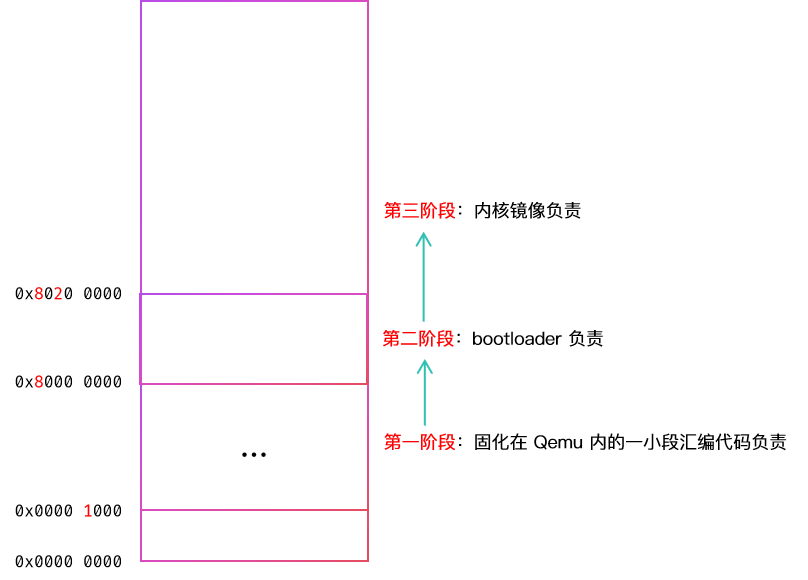 第三阶段：内核镜像负责
0x8020 0000
第二阶段：bootloader 负责
0x8000 0000
第一阶段：固化在 Qemu 内的一小段汇编代码负责
...
0x0000 1000
0x0000 0000